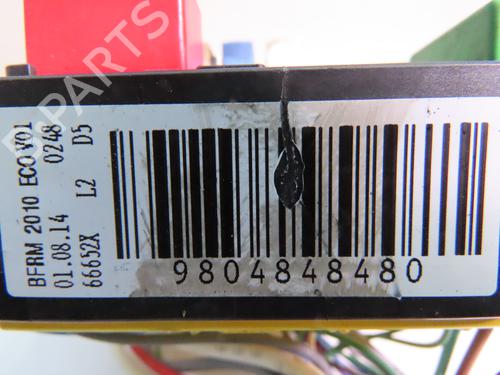 BFRM 2010 ECO V01
01.08.14 0248
66652X L2 D5
9804848480
B-PARTS